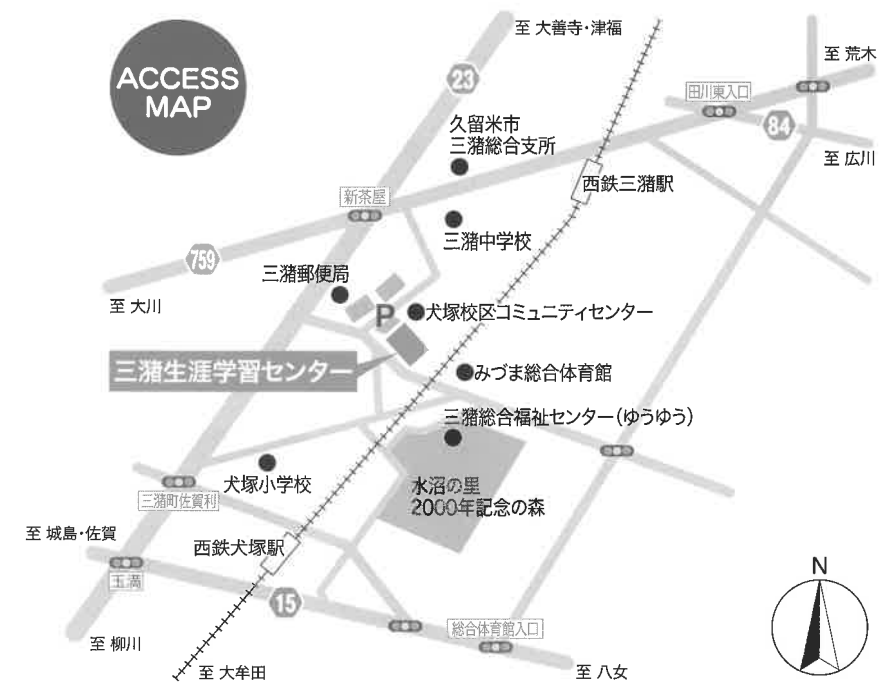 至 大善寺・津福
至 荒木
ACCESS
MAP
23
田川東入口
84
久留米市
三潴総合支所
至 広川
西鉄三潴駅
新茶屋
三潴中学校
759
三潴郵便局
至 大川
P
犬塚校区コミュニティセンター
三潴生涯学習センター
みづま総合体育館
三潴総合福祉センター(ゆうゆう)
犬塚小学校
水沼の里
2000年記念の森
三潴町佐賀利
至 城島・佐賀
西鉄犬塚駅
玉満
15
総合体育館入口
至 柳川
至 大牟田
至 八女
N